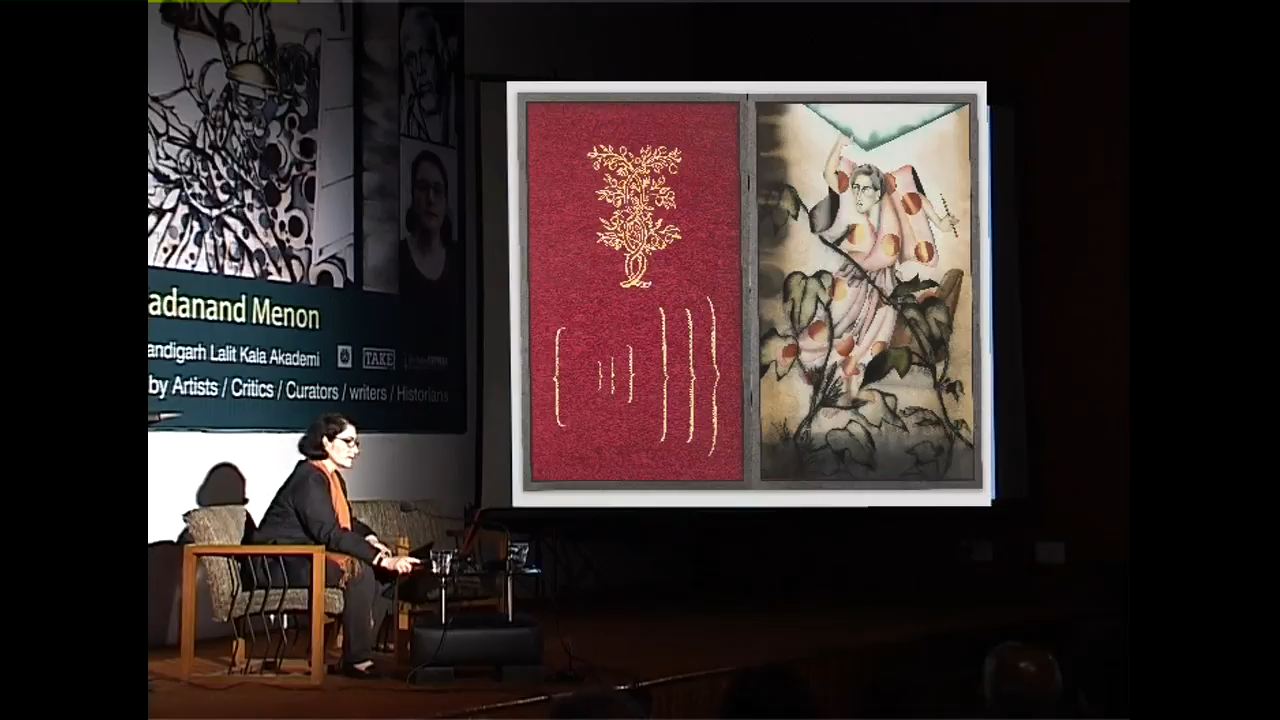 adanand Menon
andigarh Lalit Kala Akademi
TAKE
by Artists / Critics / Curators / writers / Historians